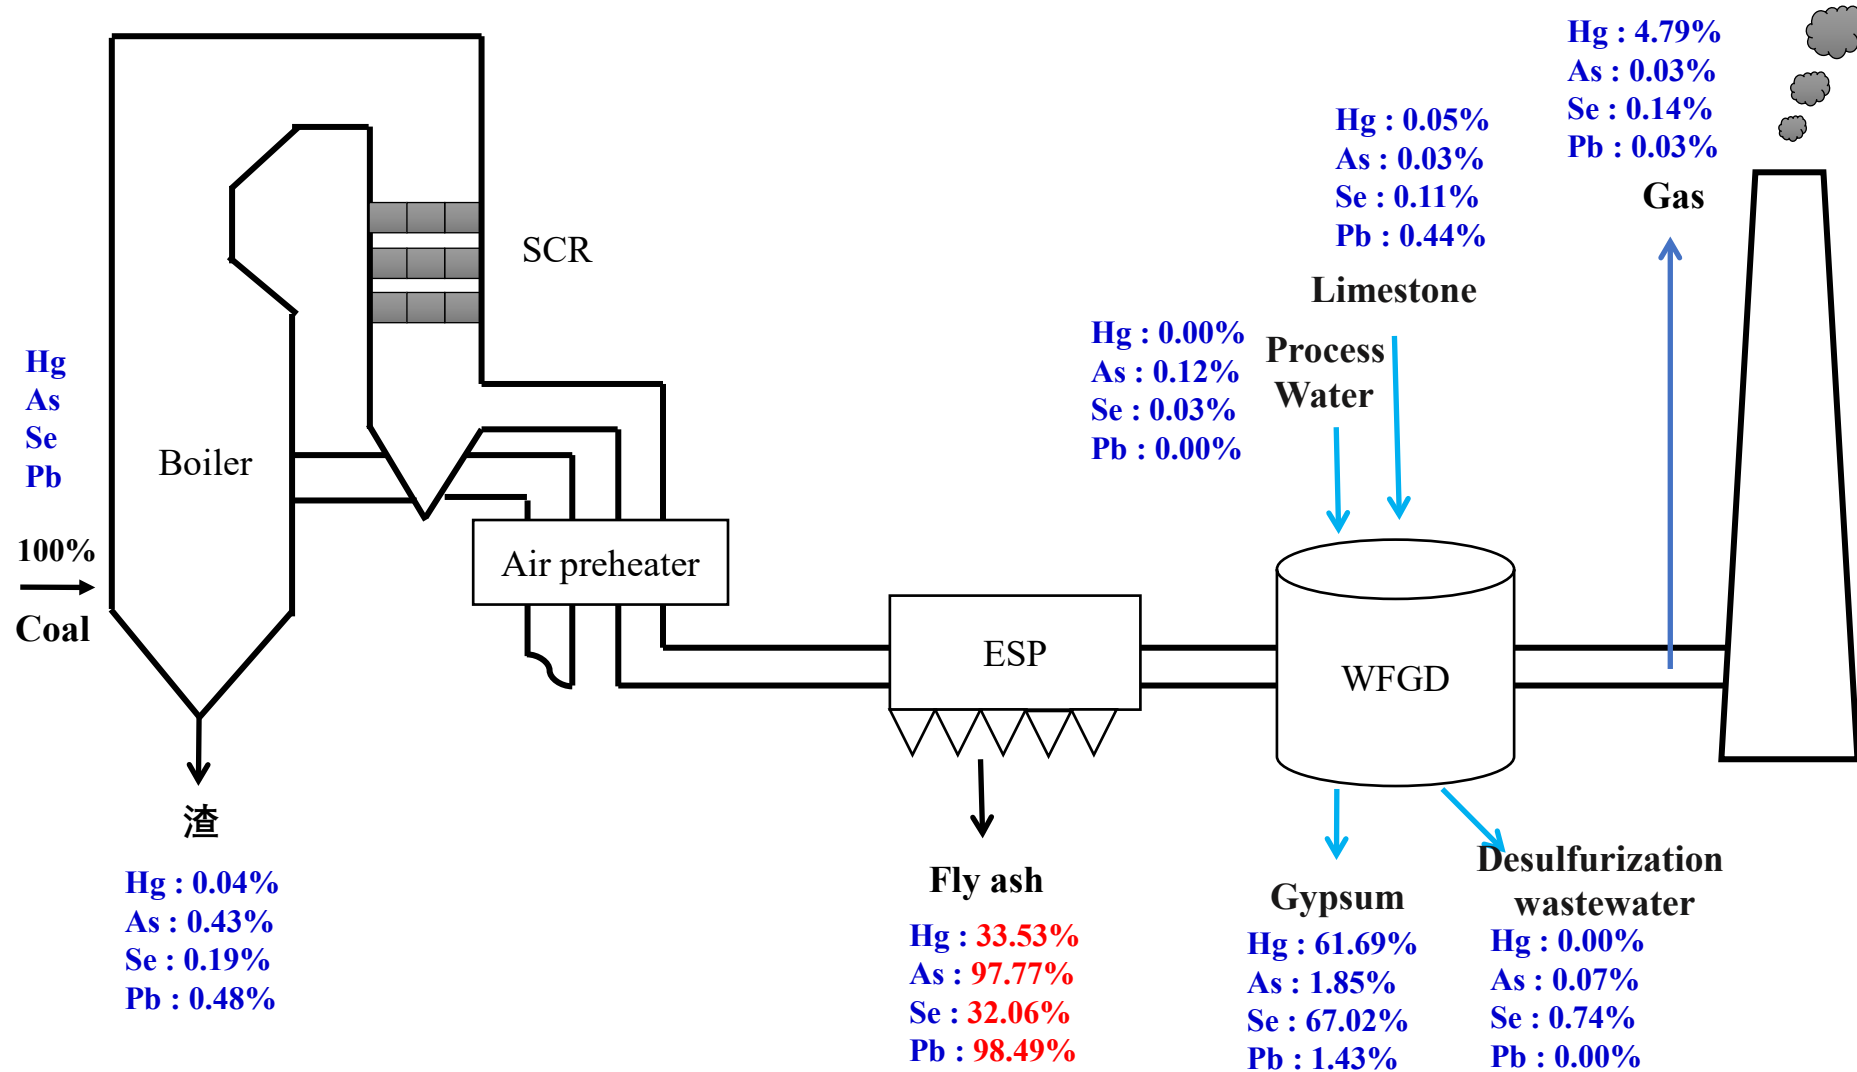 Hg : 4.79%
As : 0.03%
Se : 0.14%
Pb : 0.03%
Gas
Hg : 0.05%
As : 0.03%
Se : 0.11%
Pb : 0.44%
Limestone
SCR
Hg : 0.00%
As : 0.12%
Se : 0.03%
Pb : 0.00%
Process
Water
Hg
As
Se
Pb
Boiler
100%
Coal
Air preheater
ESP
WFGD
渣
Hg : 0.04%
As : 0.43%
Se : 0.19%
Pb : 0.48%
Fly ash
Hg : 33.53%
As : 97.77%
Se : 32.06%
Pb : 98.49%
Gypsum
Hg : 61.69%
As : 1.85%
Se : 67.02%
Pb : 1.43%
Desulfurization
wastewater
Hg : 0.00%
As : 0.07%
Se : 0.74%
Pb : 0.00%